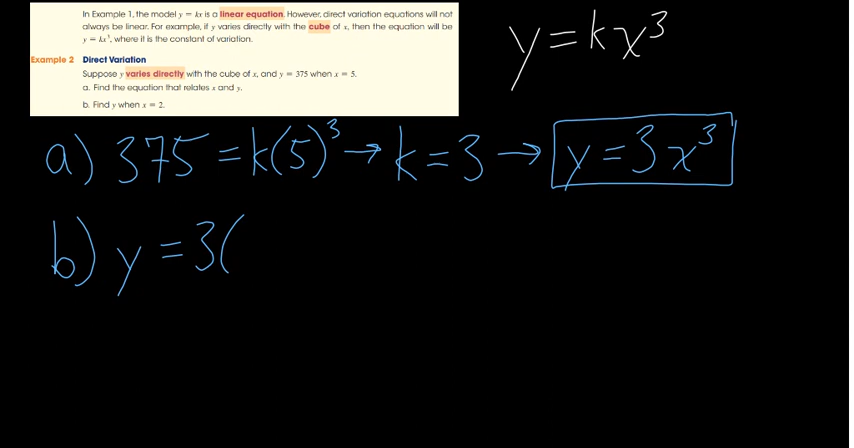 In Example 1, the model y = kx is a linear equation. However, direct variation equations will not
always be linear. For example, if y varies directly with the cube of x, then the equation will be
y = kx³, where it is the constant of variation.
Example 2 Direct Variation
Suppose y varies directly with the cube of x, and y = 375 when x = 5.
a. Find the equation that relates x and y.
b. Find y when x = 2.
y = kx³
a) 375 = k(5)³ → k = 3 → y = 3x³
b) y = 3(